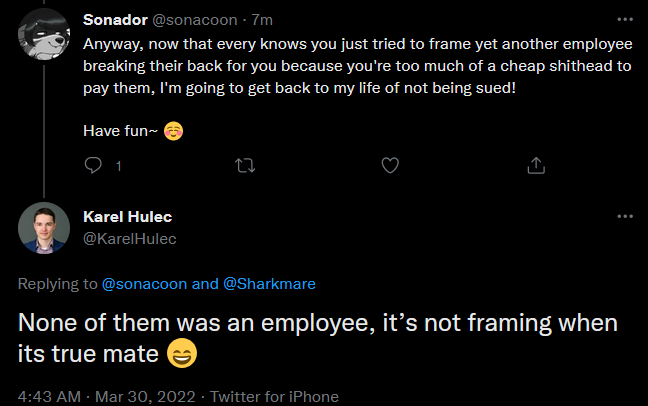 Sonador @sonacoon · 7m
Anyway, now that every knows you just tried to frame yet another employee
breaking their back for you because you're too much of a cheap shithead to
pay them, I'm going to get back to my life of not being sued!
Have fun~ ☺️
1
Karel Hulec
@KarelHulec
Replying to @sonacoon and @Sharkmare
None of them was an employee, it’s not framing when
its true mate 😄
4:43 AM · Mar 30, 2022 · Twitter for iPhone